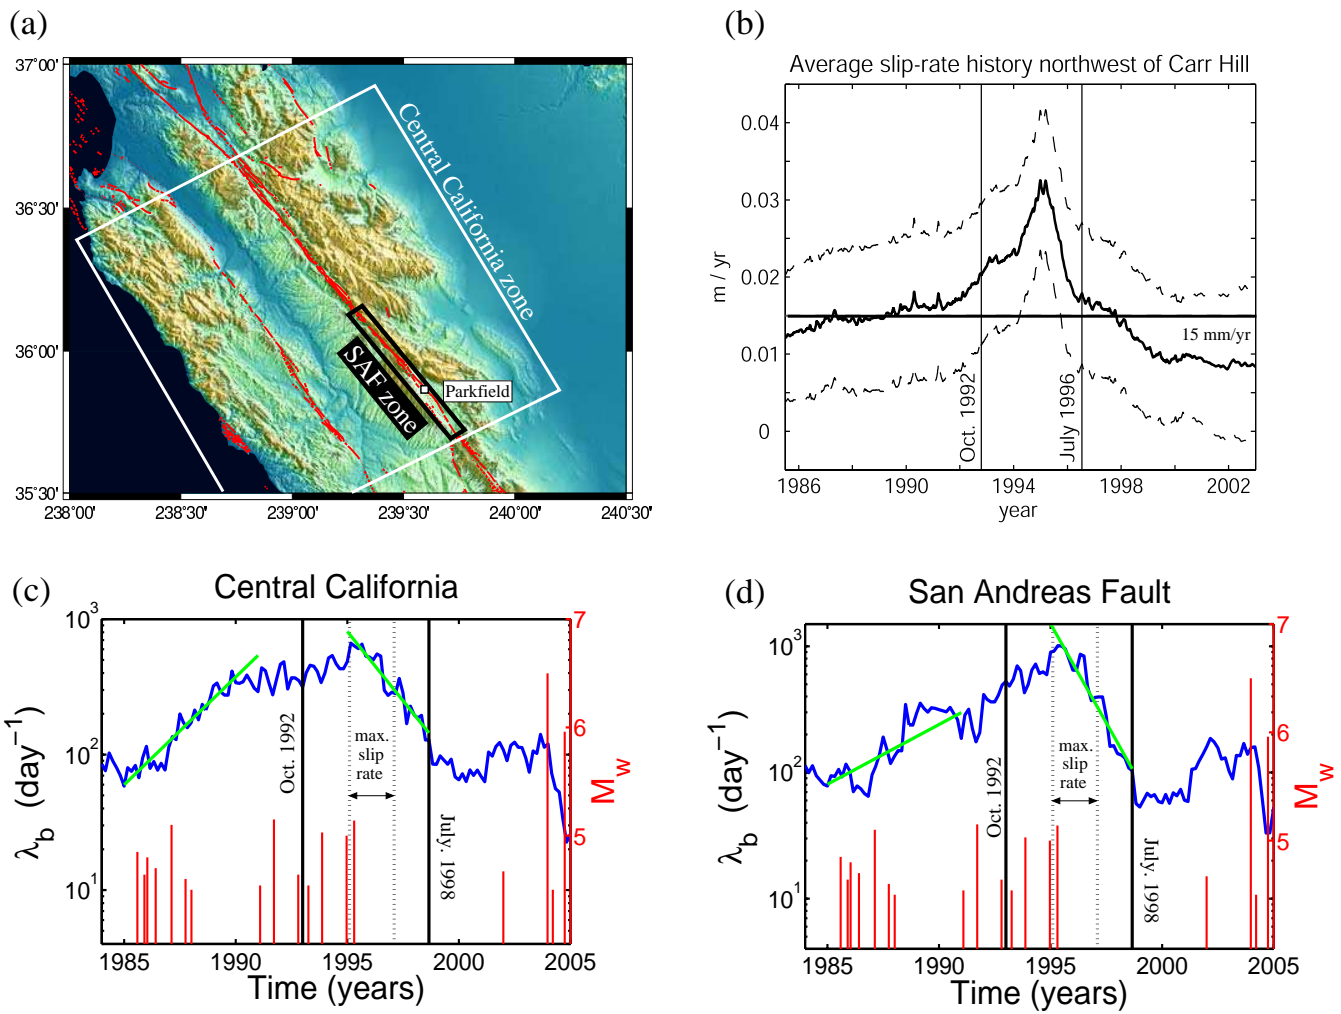 (a)
37°00'
36°30'
36°00'
35°30'
238°00'
238°30'
239°00'
239°30'
240°00'
240°30'
Central California zone
SAF zone
Parkfield
(b)
Average slip-rate history northwest of Carr Hill
0.04
0.03
0.02
0.01
0
m / yr
15 mm/yr
Oct. 1992
July 1996
1986
1990
1994
1998
2002
year
(c)
Central California
10³
10²
10¹
λb (day⁻¹)
7
6
5
Mw
Oct. 1992
max.
slip
rate
July. 1998
1985
1990
1995
2000
2005
Time (years)
(d)
San Andreas Fault
10³
10²
10¹
λb (day⁻¹)
7
6
5
Mw
Oct. 1992
max.
slip
rate
July. 1998
1985
1990
1995
2000
2005
Time (years)